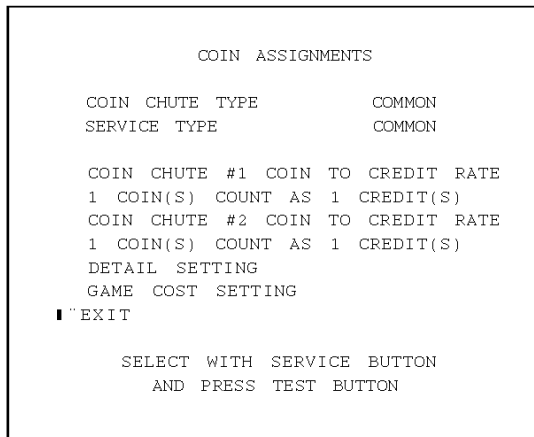 COIN ASSIGNMENTS
COIN CHUTE TYPE COMMON
SERVICE TYPE COMMON
COIN CHUTE #1 COIN TO CREDIT RATE
1 COIN(S) COUNT AS 1 CREDIT(S)
COIN CHUTE #2 COIN TO CREDIT RATE
1 COIN(S) COUNT AS 1 CREDIT(S)
DETAIL SETTING
GAME COST SETTING
▮¨EXIT
SELECT WITH SERVICE BUTTON
AND PRESS TEST BUTTON